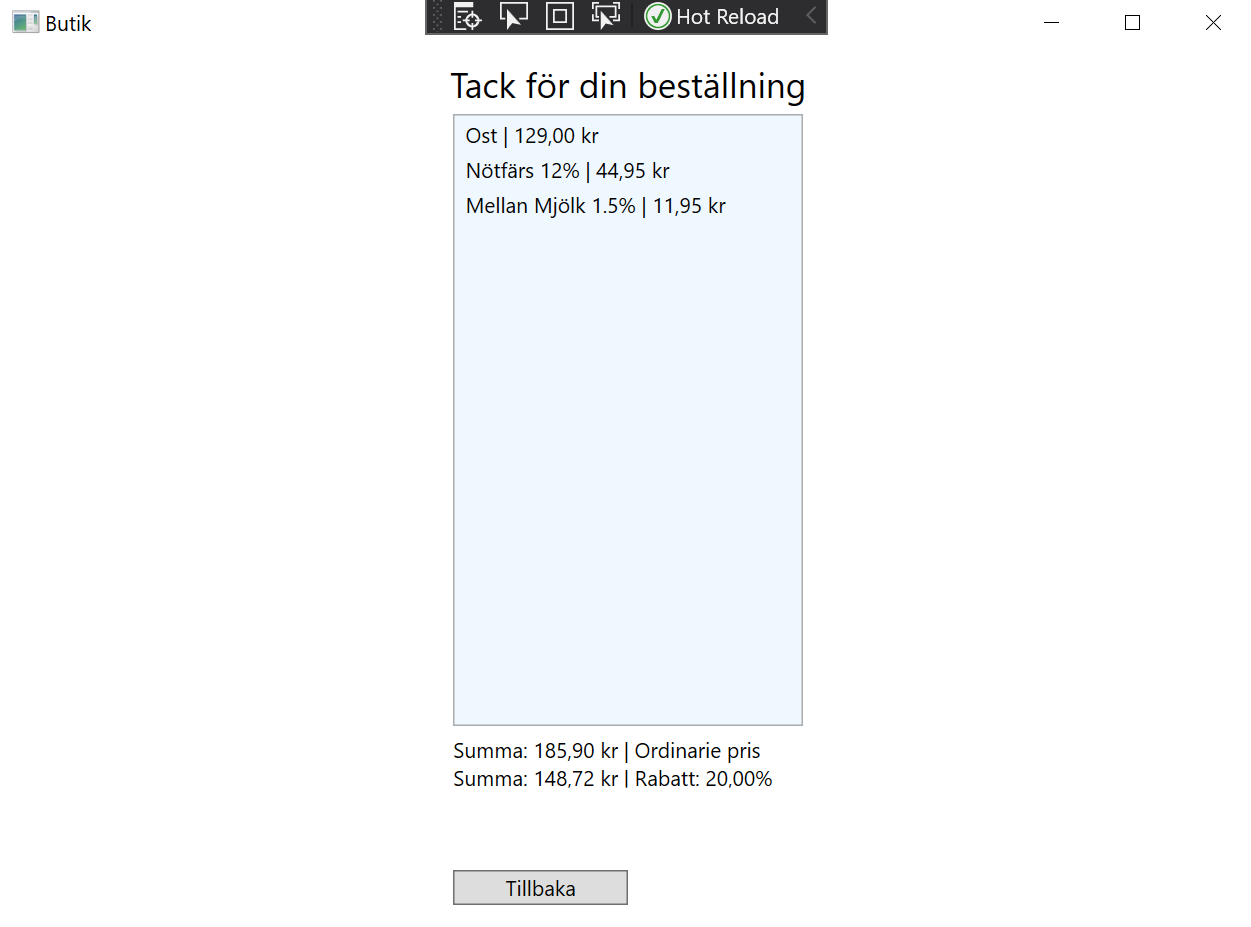 Butik
Hot Reload
Tack för din beställning
Ost | 129,00 kr
Nötfärs 12% | 44,95 kr
Mellan Mjölk 1.5% | 11,95 kr
Summa: 185,90 kr | Ordinarie pris
Summa: 148,72 kr | Rabatt: 20,00%
Tillbaka